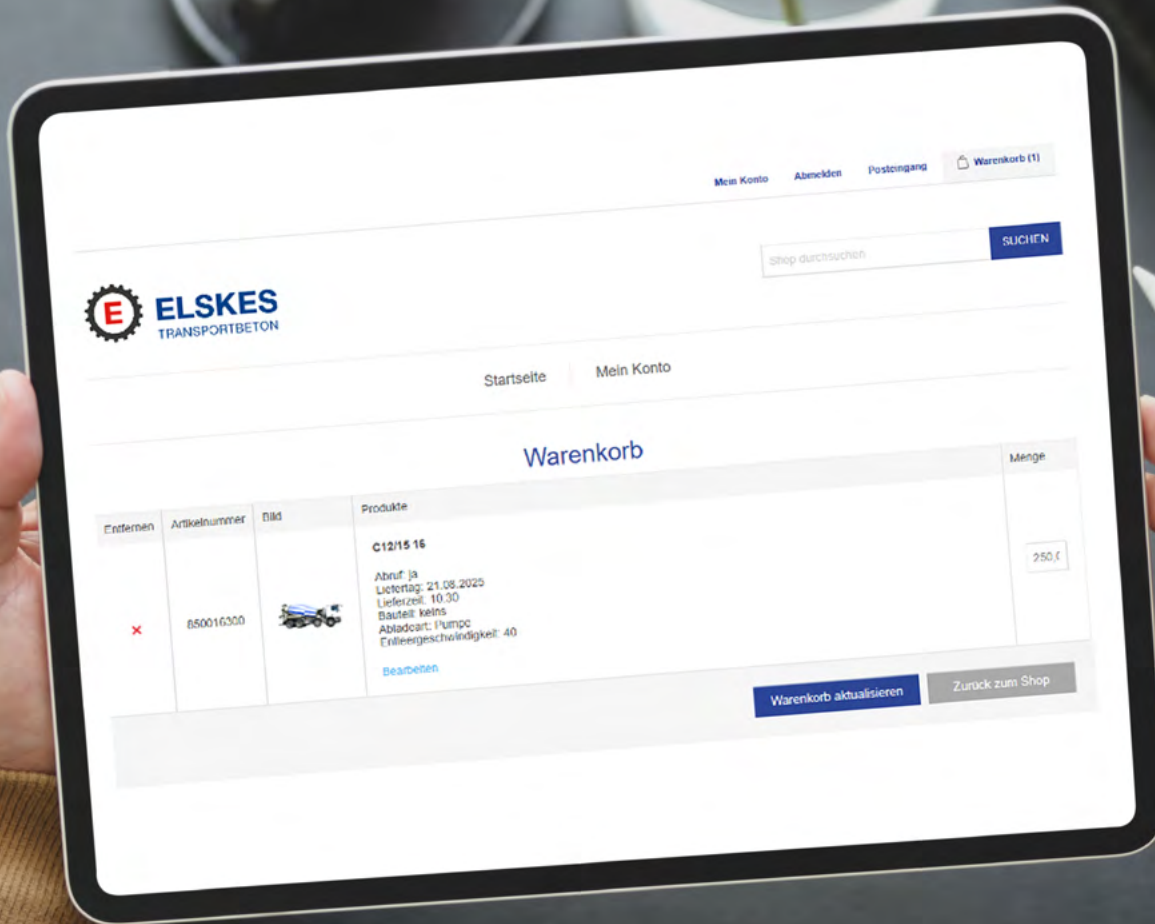 Mein Konto Abmelden Posteingang Warenkorb (1)
Shop durchsuchen SUCHEN
E ELSKES
TRANSPORTBETON
Startseite Mein Konto
Warenkorb
Entfernen Artikelnummer Bild Produkte Menge
C12/15 16
Abruf: ja
Liefertag: 21.08.2025
Lieferzeit: 10:30
Bauteil: keins
Abladeart: Pumpe
Entleergeschwindigkeit: 40
850016300
250,
Bearbeiten
Warenkorb aktualisieren Zurück zum Shop